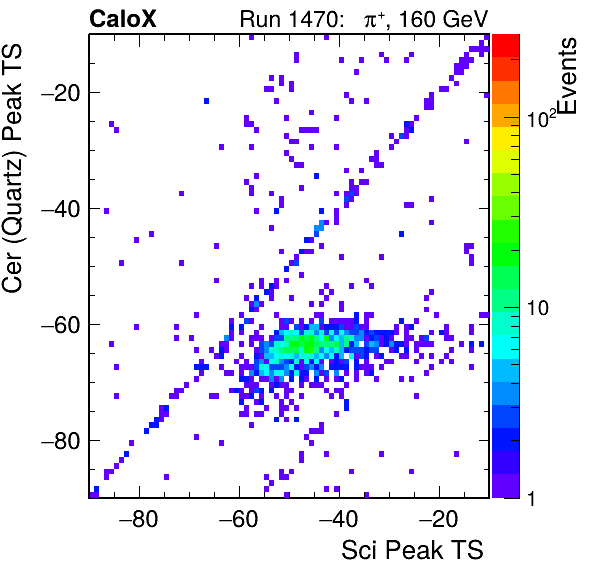 CaloX Run 1470: π⁺, 160 GeV
Cer (Quartz) Peak TS
−20
−40
−60
−80
−80 −60 −40 −20
Sci Peak TS
Events
10²
10
1